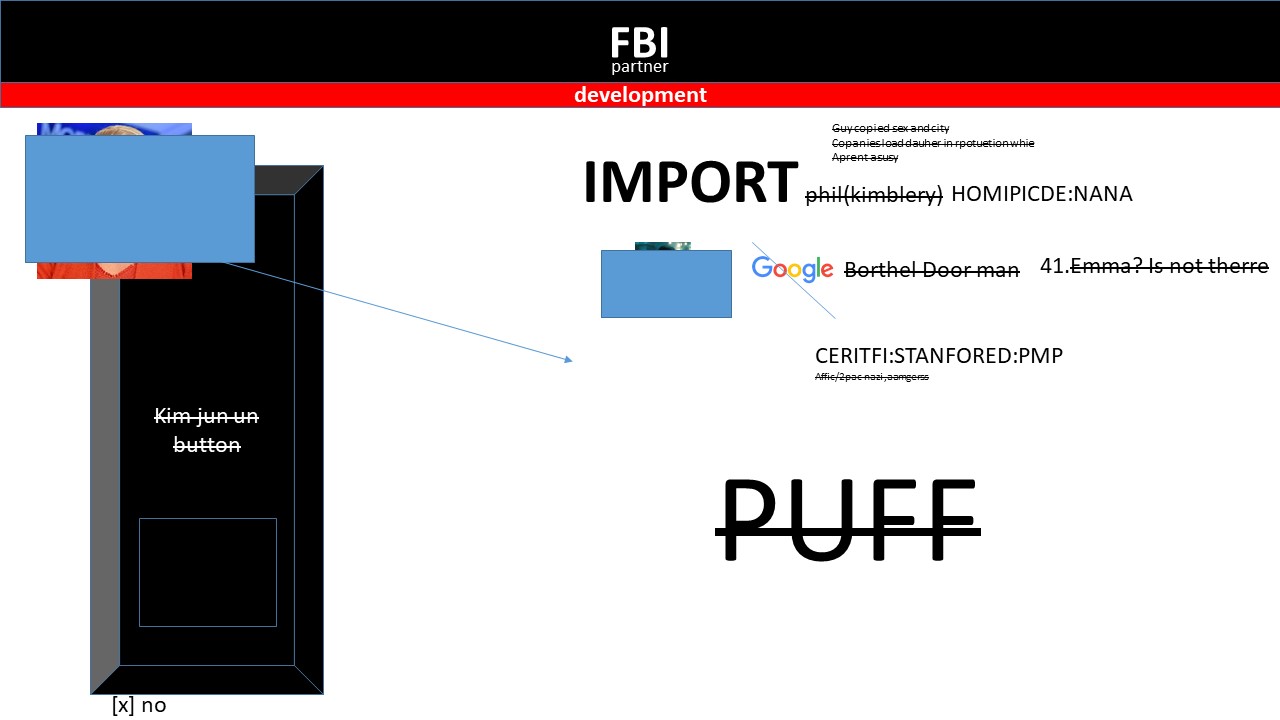 FBI
partner
development
Guy copied sex and city
Copanies load dauher in rpotuetion whie
Aprent a susy
IMPORT phil(kimblery) HOMIPICDE:NANA
Google Borthel Door man 41.Emma? Is not therre
CERITFI:STANFORED:PMP
Affic/2pac nazi,aamgerss
Kim jun un
button
PUFF
[x] no